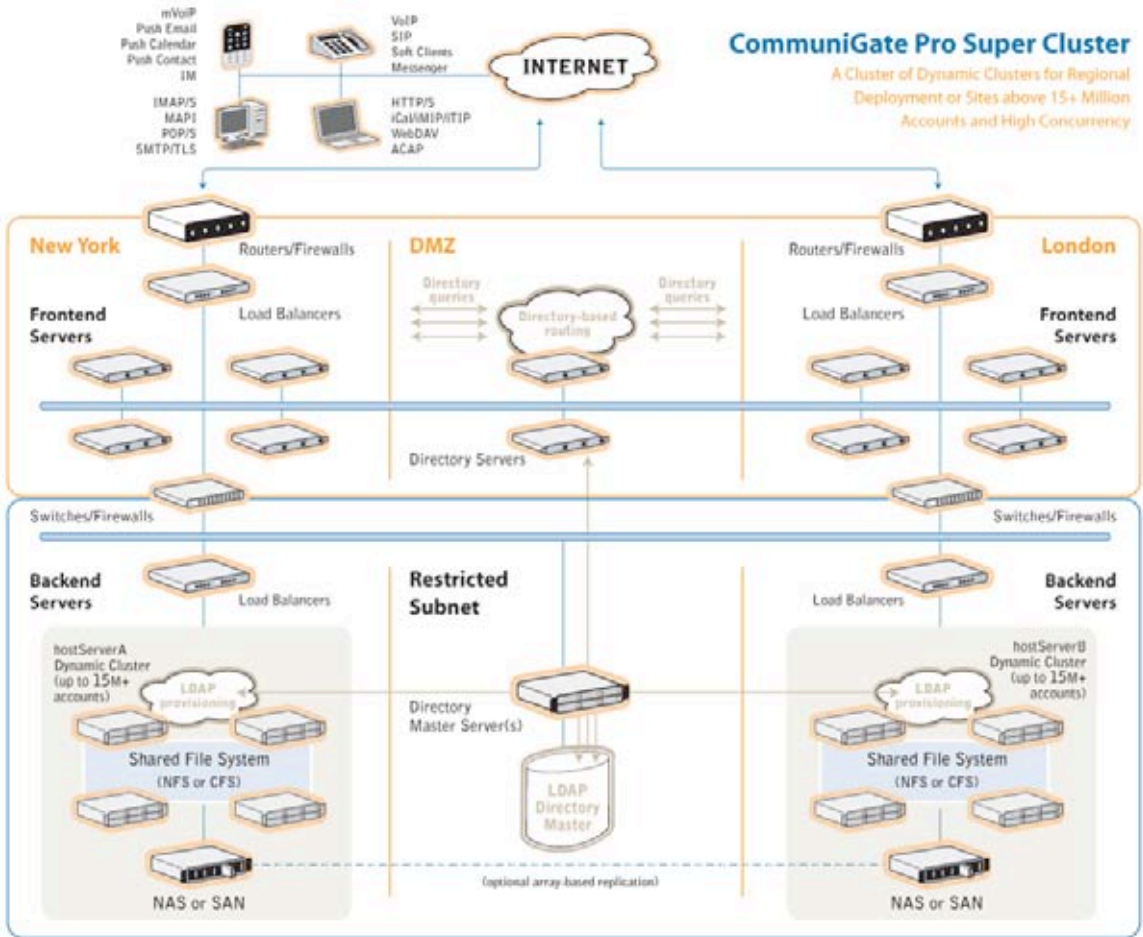 mVoIP
Push Email
Push Calendar
Push Contact
IM
VoIP
SIP
Soft Clients
Messenger
IMAP/S
MAPI
POP/S
SMTP/TLS
HTTP/S
iCal/iMIP/iTIP
WebDAV
ACAP
INTERNET
CommuniGate Pro Super Cluster
A Cluster of Dynamic Clusters for Regional
Deployment or Sites above 15+ Million
Accounts and High Concurrency
New York
Routers/Firewalls
DMZ
Routers/Firewalls
London
Frontend
Servers
Load Balancers
Directory
queries
Directory-based
routing
Directory
queries
Load Balancers
Frontend
Servers
Directory Servers
Switches/Firewalls
Switches/Firewalls
Backend
Servers
Load Balancers
Restricted
Subnet
Load Balancers
Backend
Servers
hostServerA
Dynamic Cluster
(up to 15M+
accounts)
LDAP
provisioning
Shared File System
(NFS or CFS)
NAS or SAN
Directory
Master Server(s)
LDAP
Directory
Master
(optional array-based replication)
hostServerB
Dynamic Cluster
(up to 15M+
accounts)
LDAP
provisioning
Shared File System
(NFS or CFS)
NAS or SAN